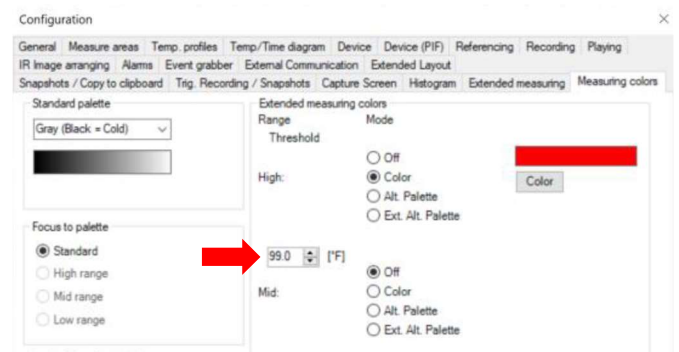 Configuration
General Measure areas Temp. profiles Temp./Time diagram Device Device (PIF) Referencing Recording Playing
IR Image arranging Alarms Event grabber External Communication Extended Layout
Snapshots / Copy to clipboard Trig. Recording / Snapshots Capture Screen Histogram Extended measuring Measuring colors
Standard palette
Gray (Black = Cold)
Focus to palette
Standard
High range
Mid range
Low range
Extended measuring colors
Range Mode
Threshold
Off
High: Color
Alt. Palette
Ext. Alt. Palette
Color
99.0 [°F]
Off
Mid: Color
Alt. Palette
Ext. Alt. Palette